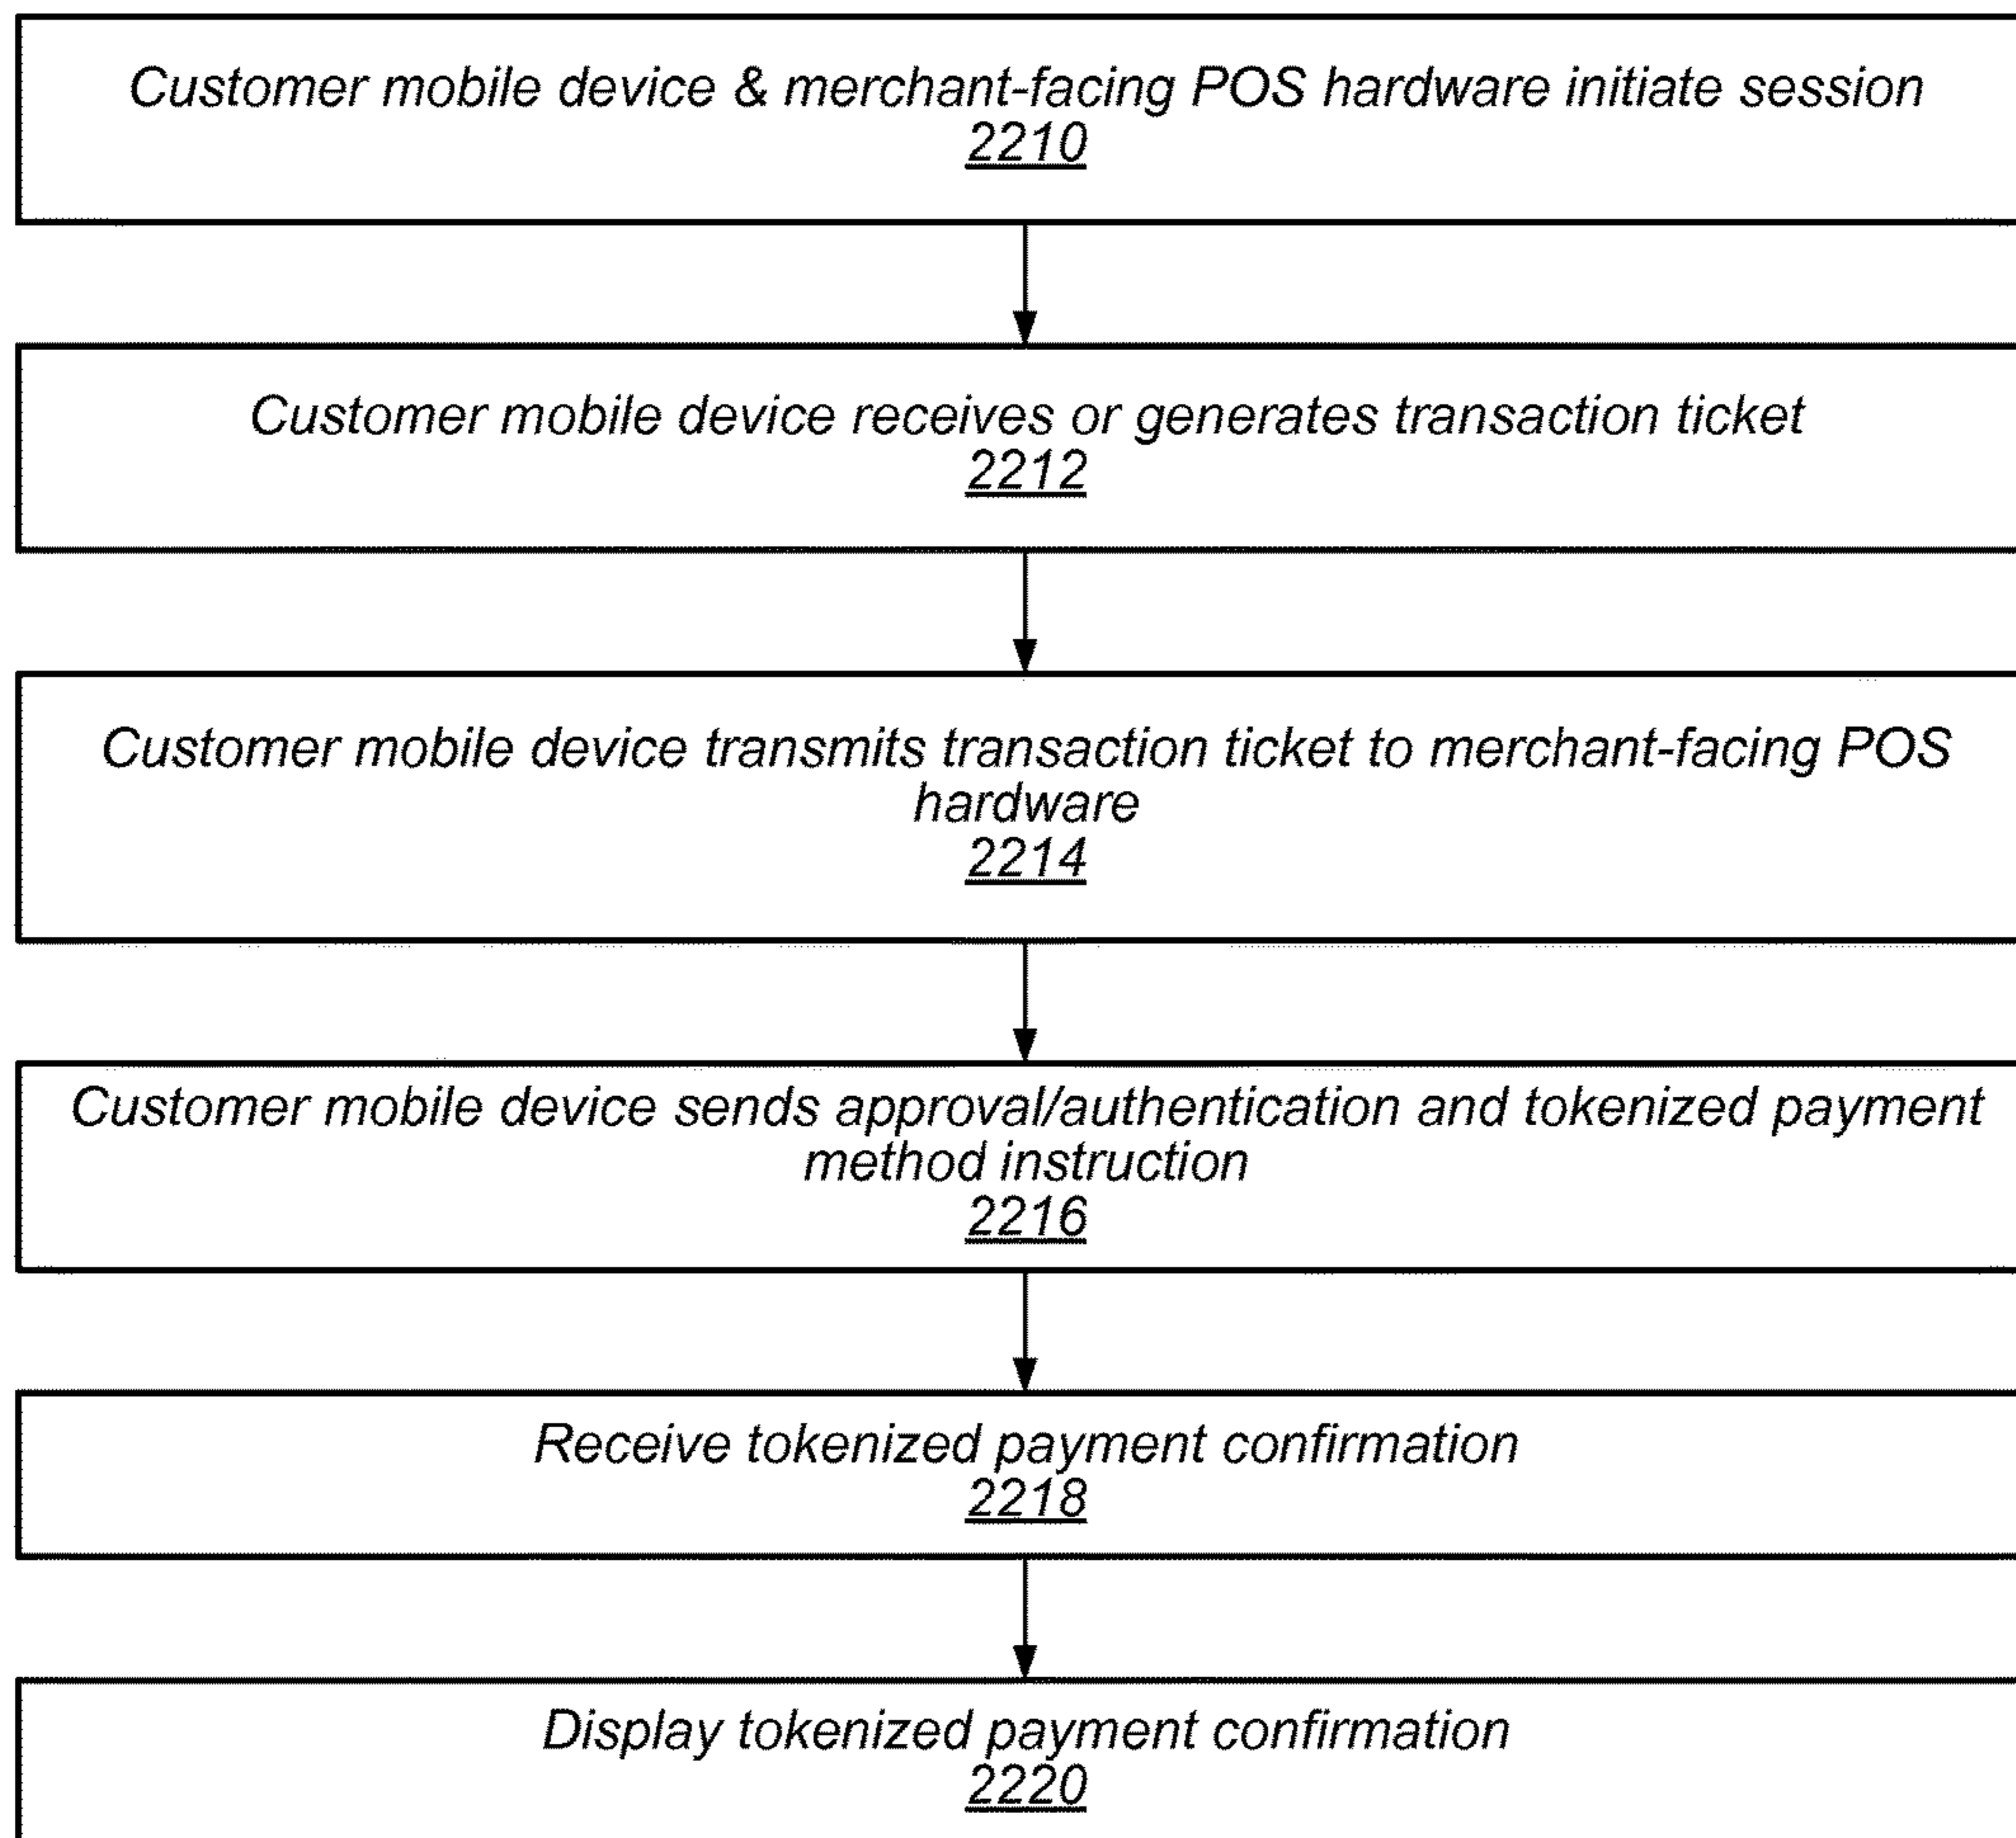 Customer mobile device & merchant-facing POS hardware initiate session
2210
Customer mobile device receives or generates transaction ticket
2212
Customer mobile device transmits transaction ticket to merchant-facing POS
hardware
2214
Customer mobile device sends approval/authentication and tokenized payment
method instruction
2216
Receive tokenized payment confirmation
2218
Display tokenized payment confirmation
2220